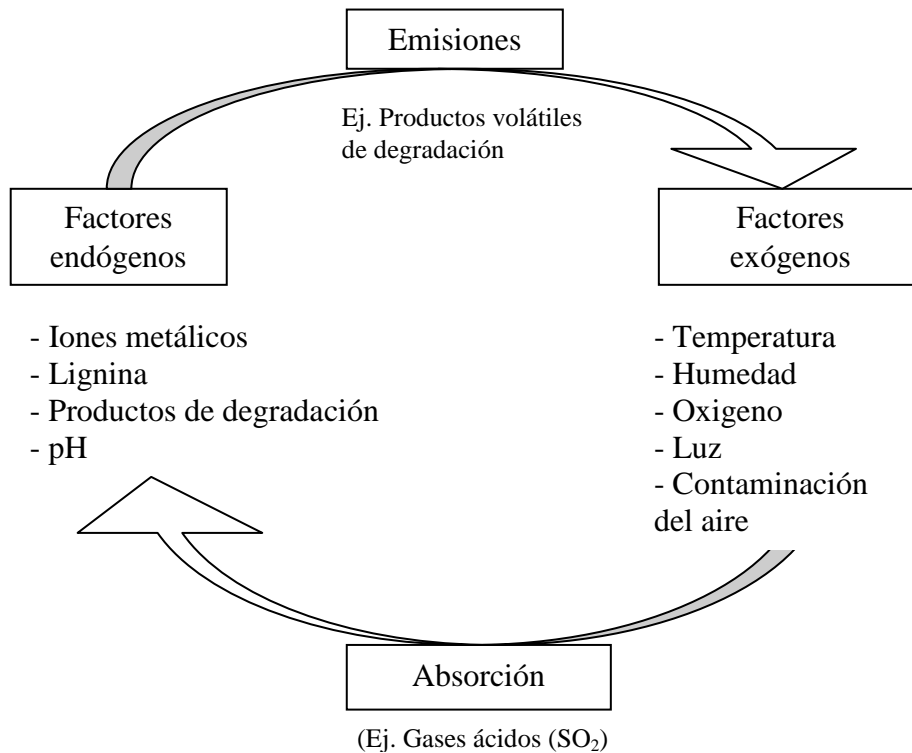 Emisiones
Ej. Productos volátiles
de degradación
Factores
endógenos
Factores
exógenos
- Iones metálicos
- Lignina
- Productos de degradación
- pH
- Temperatura
- Humedad
- Oxigeno
- Luz
- Contaminación
del aire
Absorción
(Ej. Gases ácidos (SO₂)